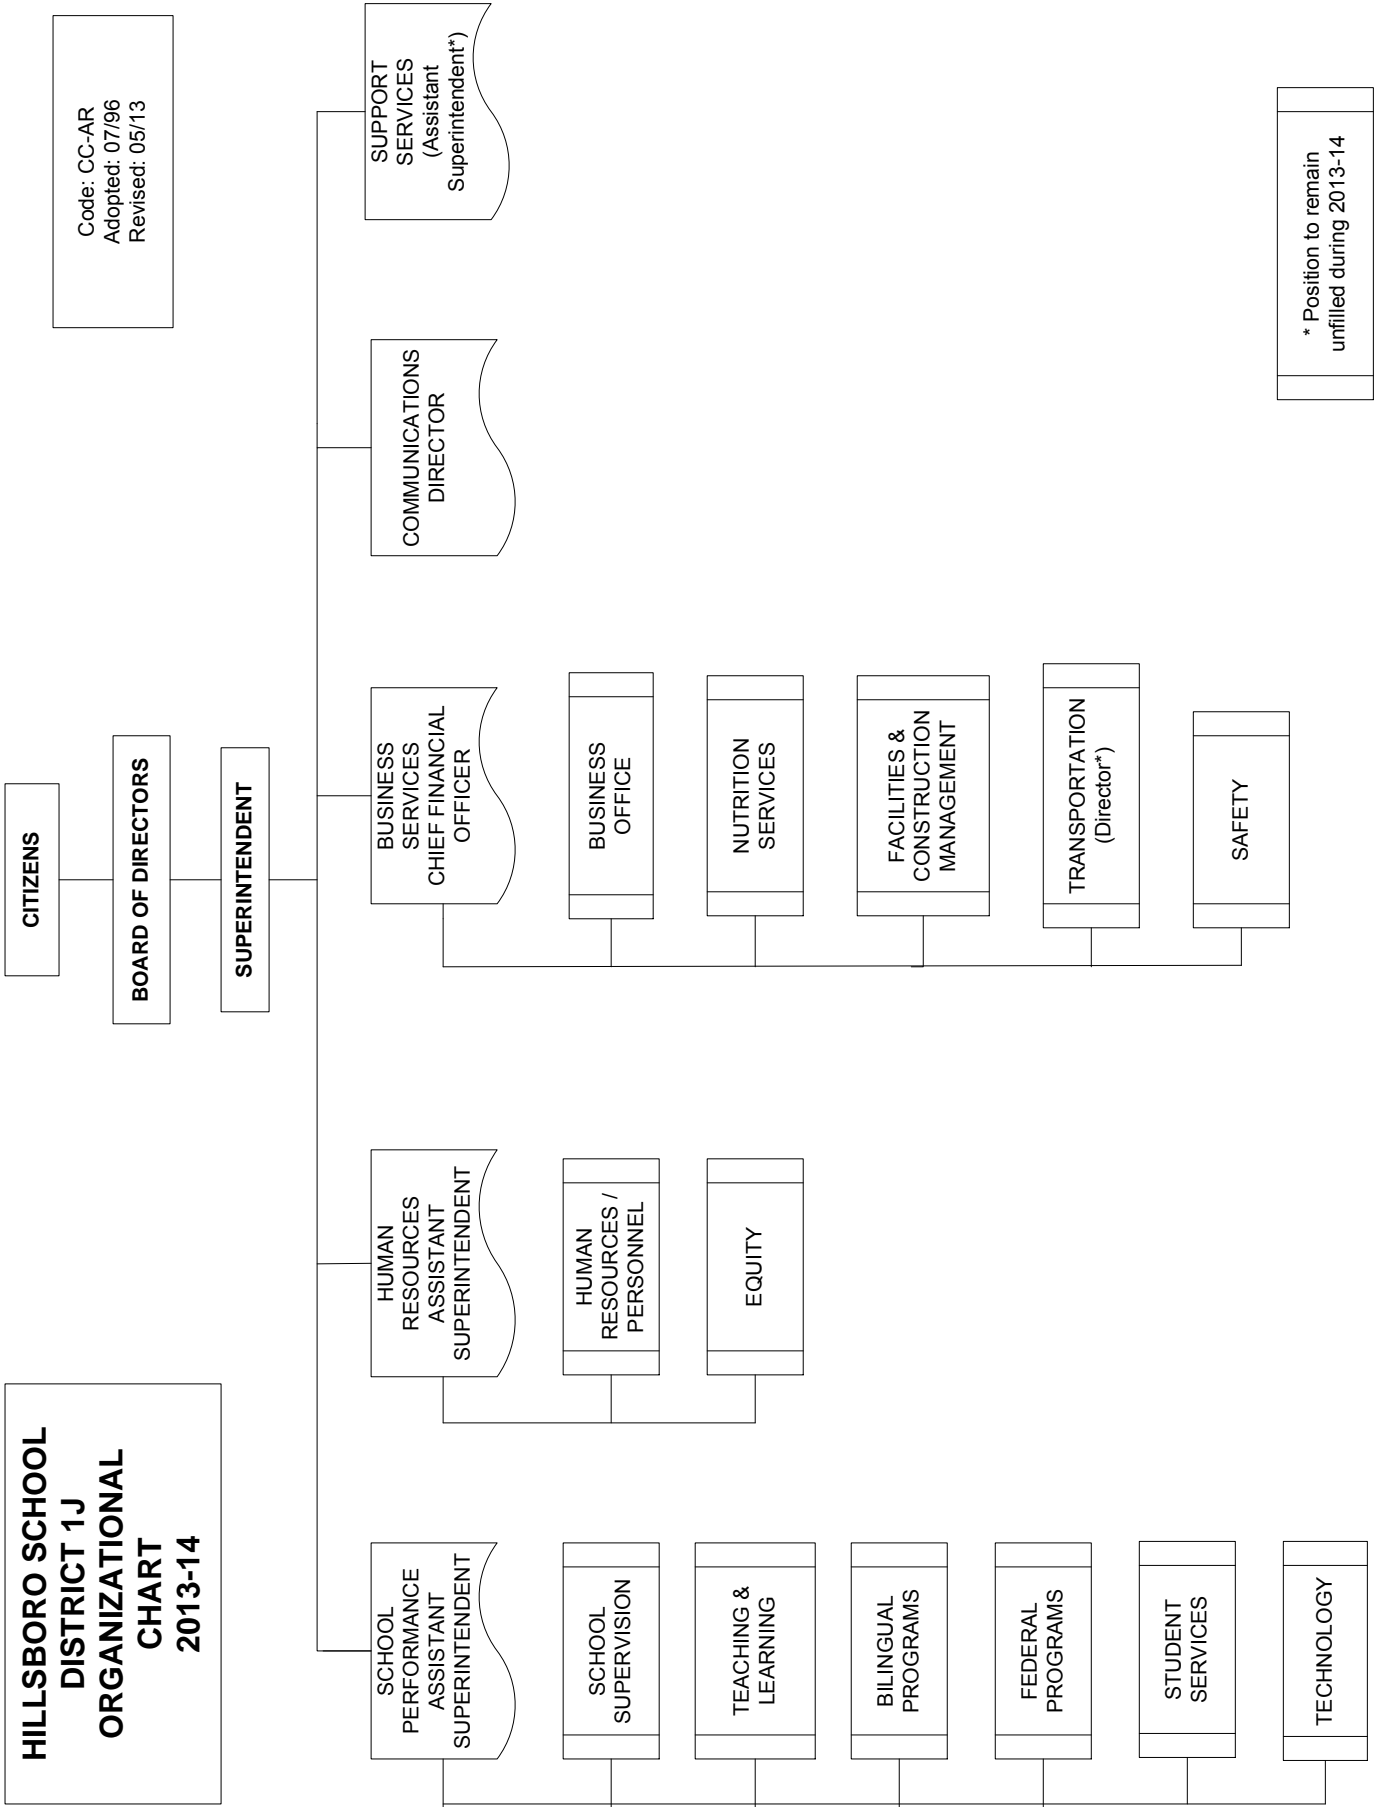 HILLSBORO SCHOOL
DISTRICT 1J
ORGANIZATIONAL
CHART
2013-14
CITIZENS
BOARD OF DIRECTORS
SUPERINTENDENT
Code: CC-AR
Adopted: 07/96
Revised: 05/13
SCHOOL
PERFORMANCE
ASSISTANT
SUPERINTENDENT
SCHOOL
SUPERVISION
TEACHING &
LEARNING
BILINGUAL
PROGRAMS
FEDERAL
PROGRAMS
STUDENT
SERVICES
TECHNOLOGY
HUMAN
RESOURCES
ASSISTANT
SUPERINTENDENT
HUMAN
RESOURCES /
PERSONNEL
EQUITY
BUSINESS
SERVICES
CHIEF FINANCIAL
OFFICER
BUSINESS
OFFICE
NUTRITION
SERVICES
FACILITIES &
CONSTRUCTION
MANAGEMENT
TRANSPORTATION
(Director*)
SAFETY
COMMUNICATIONS
DIRECTOR
SUPPORT
SERVICES
(Assistant
Superintendent*)
* Position to remain
unfilled during 2013-14